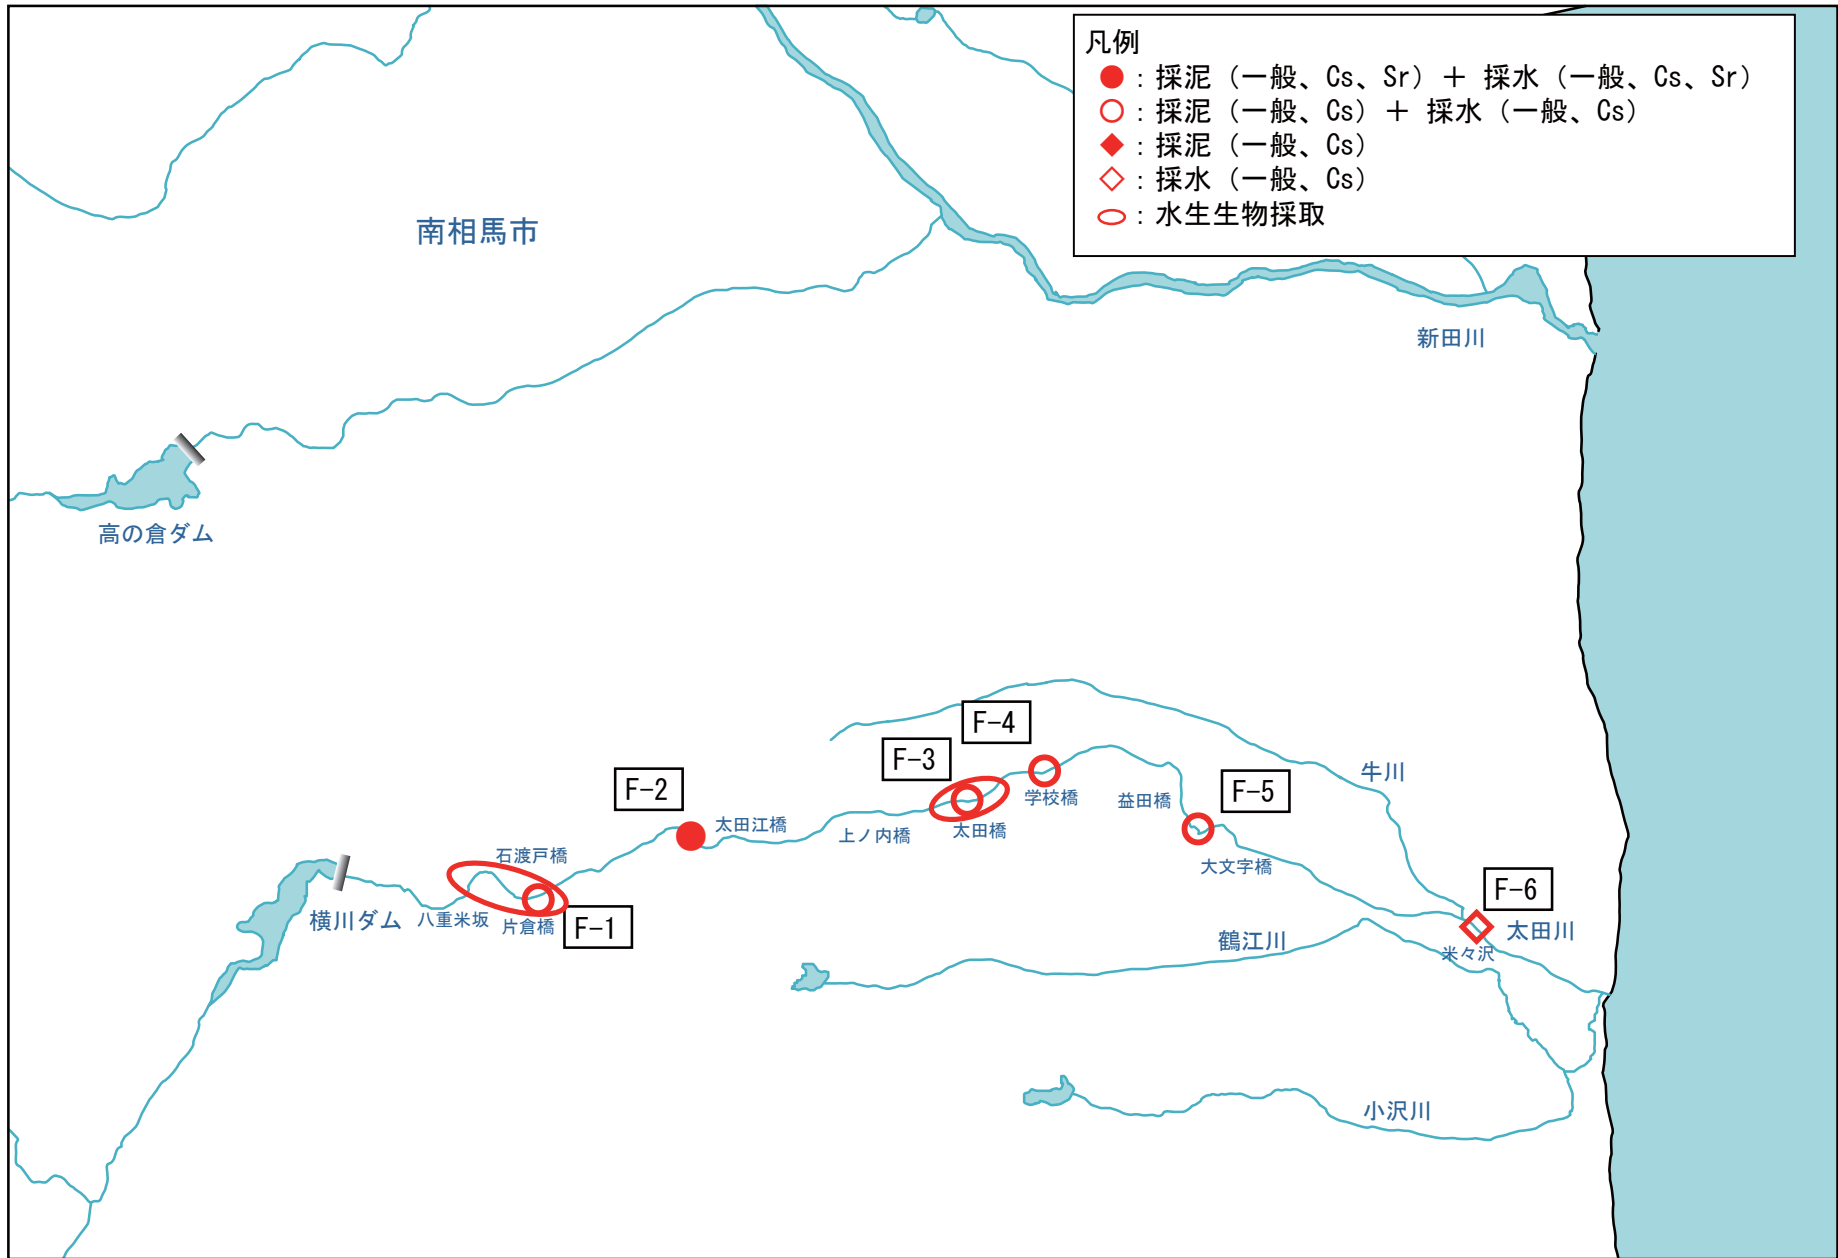 凡例
●：採泥（一般、Cs、Sr）＋ 採水（一般、Cs、Sr）
○：採泥（一般、Cs）＋ 採水（一般、Cs）
◆：採泥（一般、Cs）
◇：採水（一般、Cs）
：水生生物採取
南相馬市
新田川
高の倉ダム
F-4
F-3
牛川
F-2
F-5
学校橋
益田橋
太田江橋
上ノ内橋
太田橋
石渡戸橋
大文字橋
F-6
横川ダム
八重米坂
片倉橋
F-1
太田川
鶴江川
米々沢
小沢川